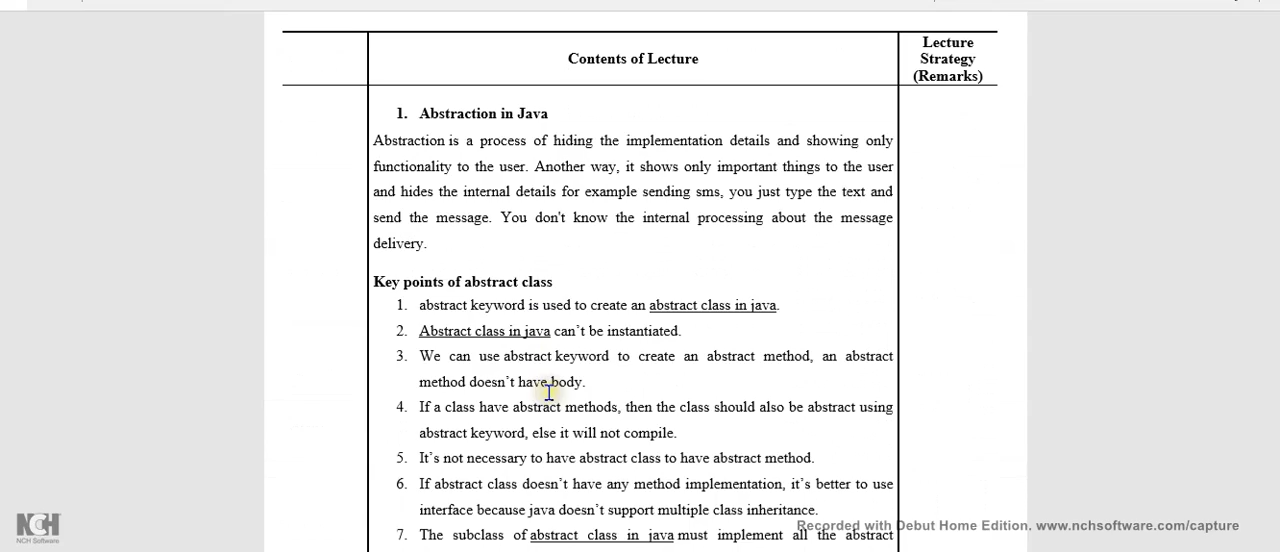 Contents of Lecture
Lecture
Strategy
(Remarks)
1. Abstraction in Java
Abstraction is a process of hiding the implementation details and showing only
functionality to the user. Another way, it shows only important things to the user
and hides the internal details for example sending sms, you just type the text and
send the message. You don't know the internal processing about the message
delivery.
Key points of abstract class
1. abstract keyword is used to create an abstract class in java.
2. Abstract class in java can't be instantiated.
3. We can use abstract keyword to create an abstract method, an abstract
method doesn't have body.
4. If a class have abstract methods, then the class should also be abstract using
abstract keyword, else it will not compile.
5. It's not necessary to have abstract class to have abstract method.
6. If abstract class doesn't have any method implementation, it's better to use
interface because java doesn't support multiple class inheritance.
7. The subclass of abstract class in java must implement all the abstract
NCH
NCH Software
Recorded with Debut Home Edition. www.nchsoftware.com/capture